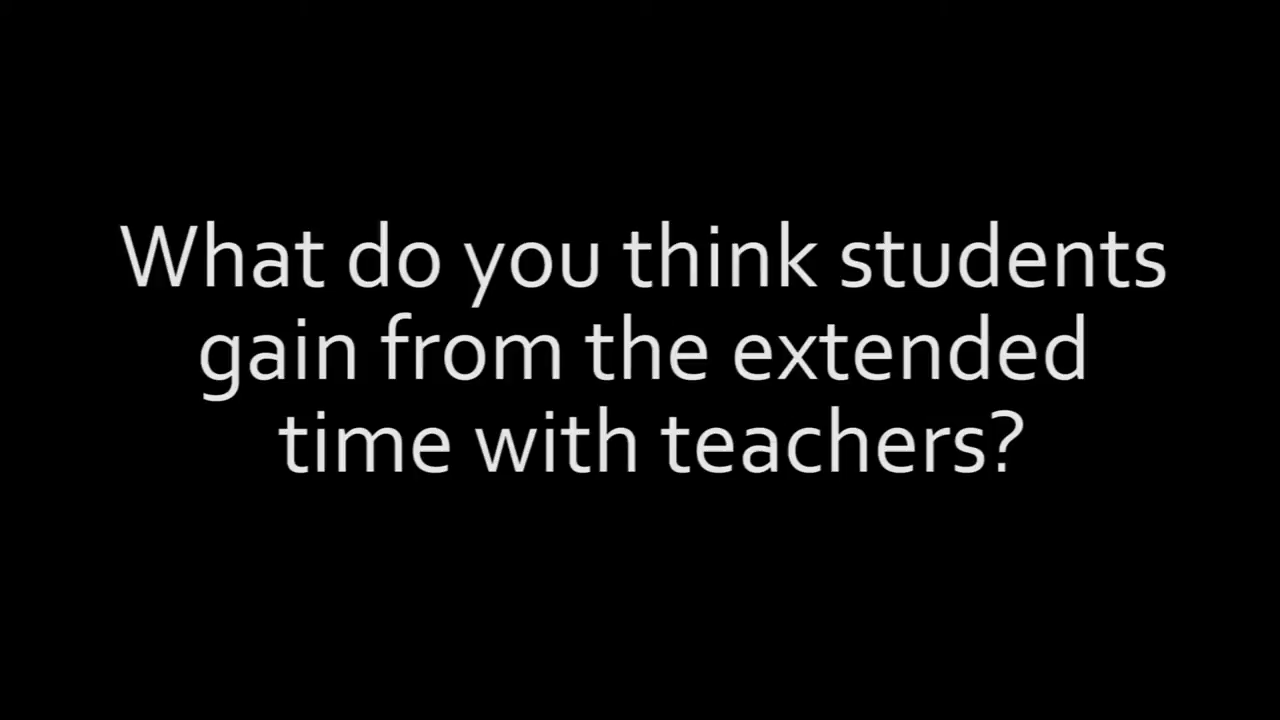 What do you think students
gain from the extended
time with teachers?